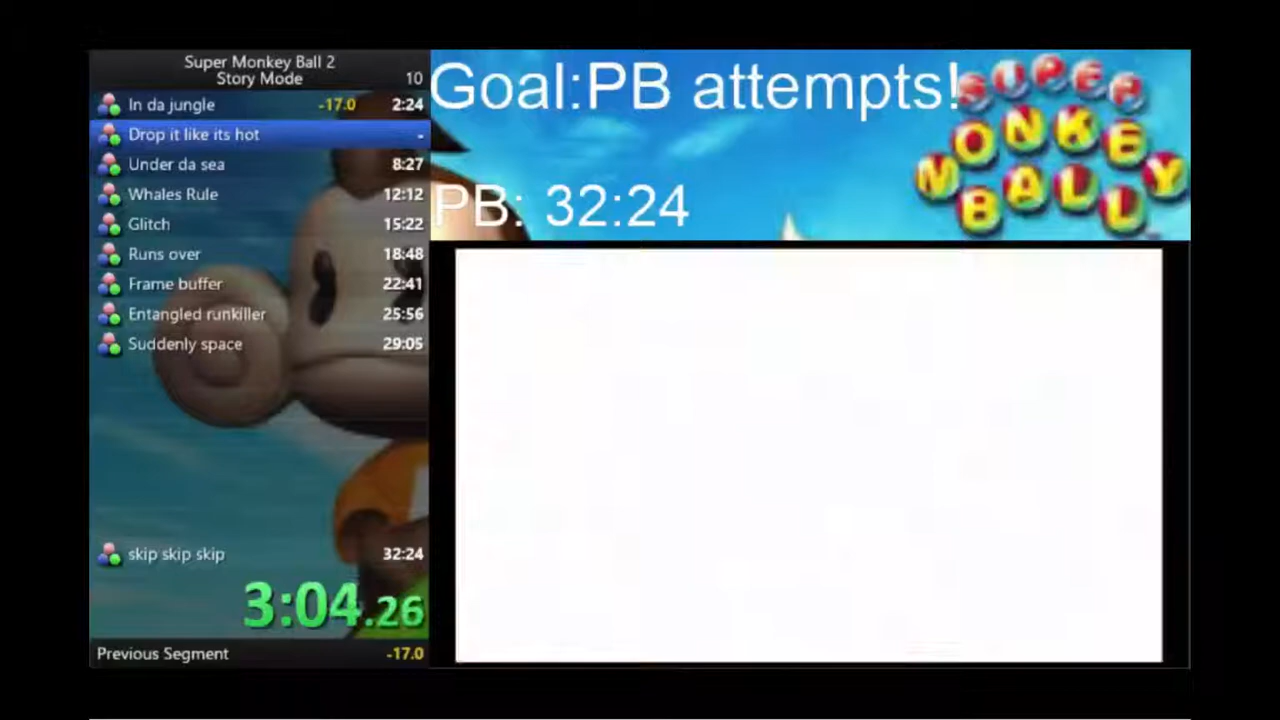 Super Monkey Ball 2
Story Mode 10
In da jungle -17.0 2:24
Drop it like its hot -
Under da sea 8:27
Whales Rule 12:12
Glitch 15:22
Runs over 18:48
Frame buffer 22:41
Entangled runkiller 25:56
Suddenly space 29:05
skip skip skip 32:24
3:04.26
Previous Segment -17.0
Goal:PB attempts!
PB: 32:24
SUPER
MONKEY
BALL